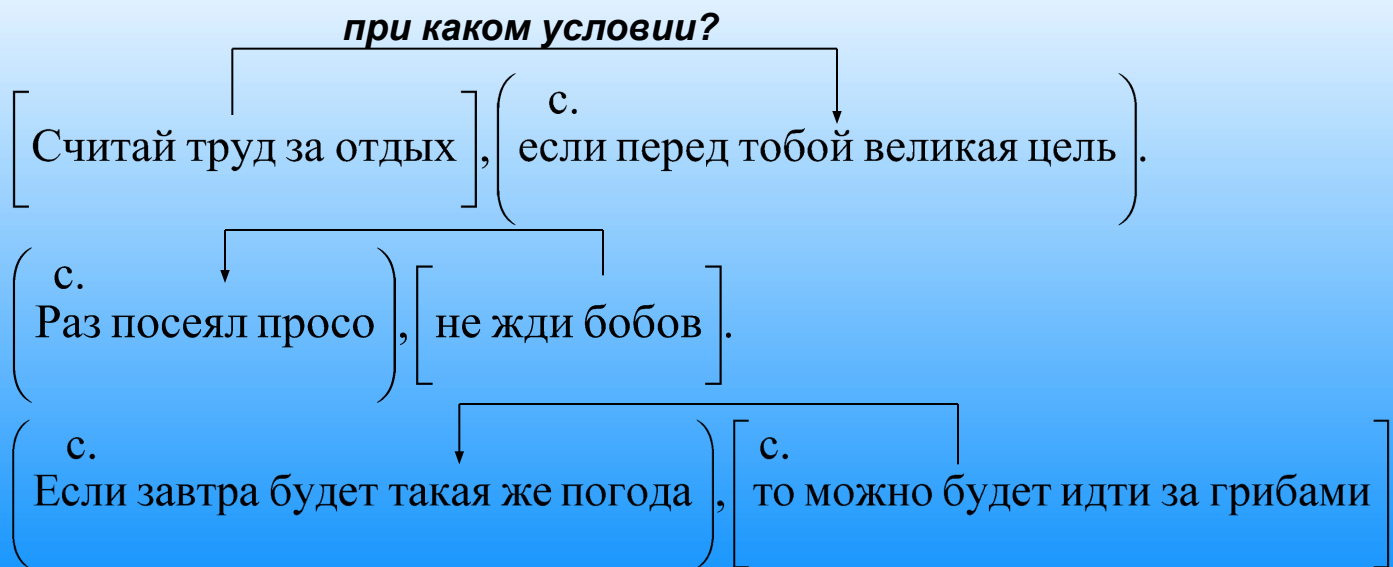 при каком условии?
с.
[Считай труд за отдых], (если перед тобой великая цель).
с.
(Раз посеял просо), [не жди бобов].
с. с.
(Если завтра будет такая же погода), [то можно будет идти за грибами]